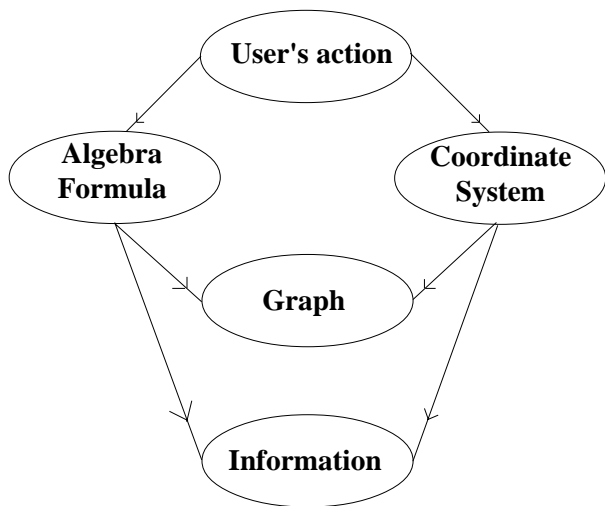 User's action
Algebra
Formula
Coordinate
System
Graph
Information